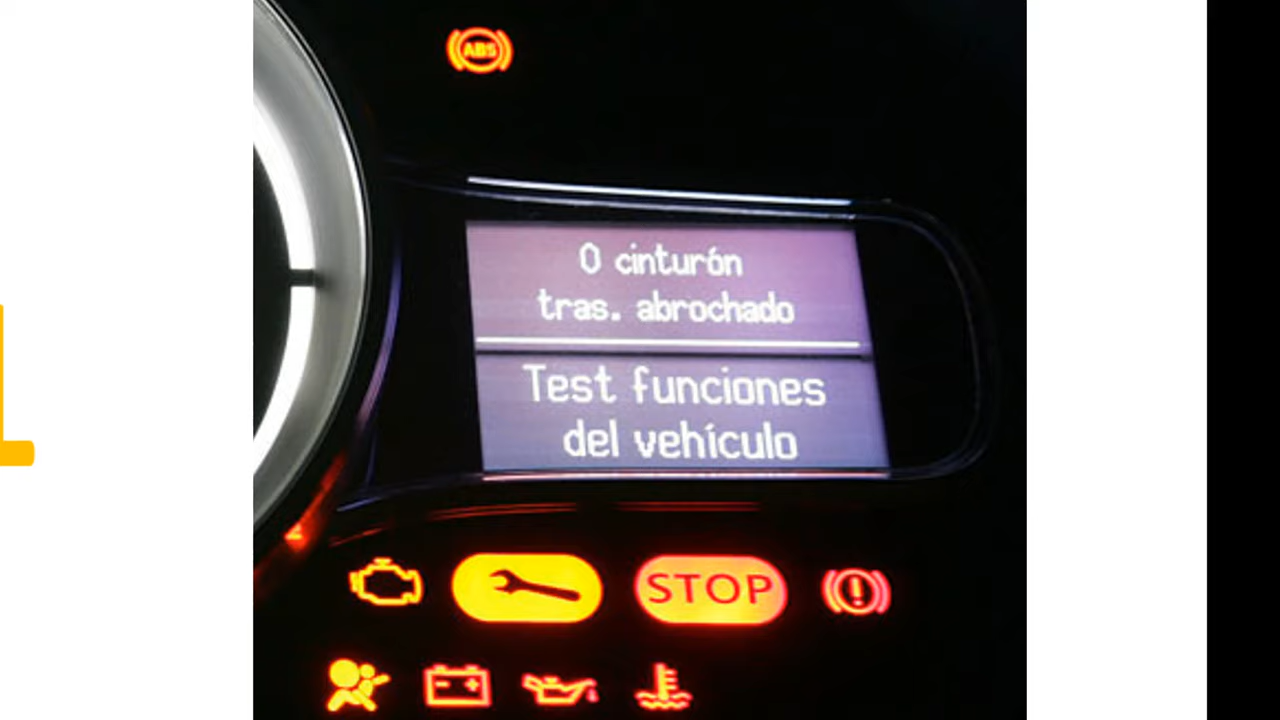 ABS
0 cinturón
tras. abrochado
Test funciones
del vehículo
STOP